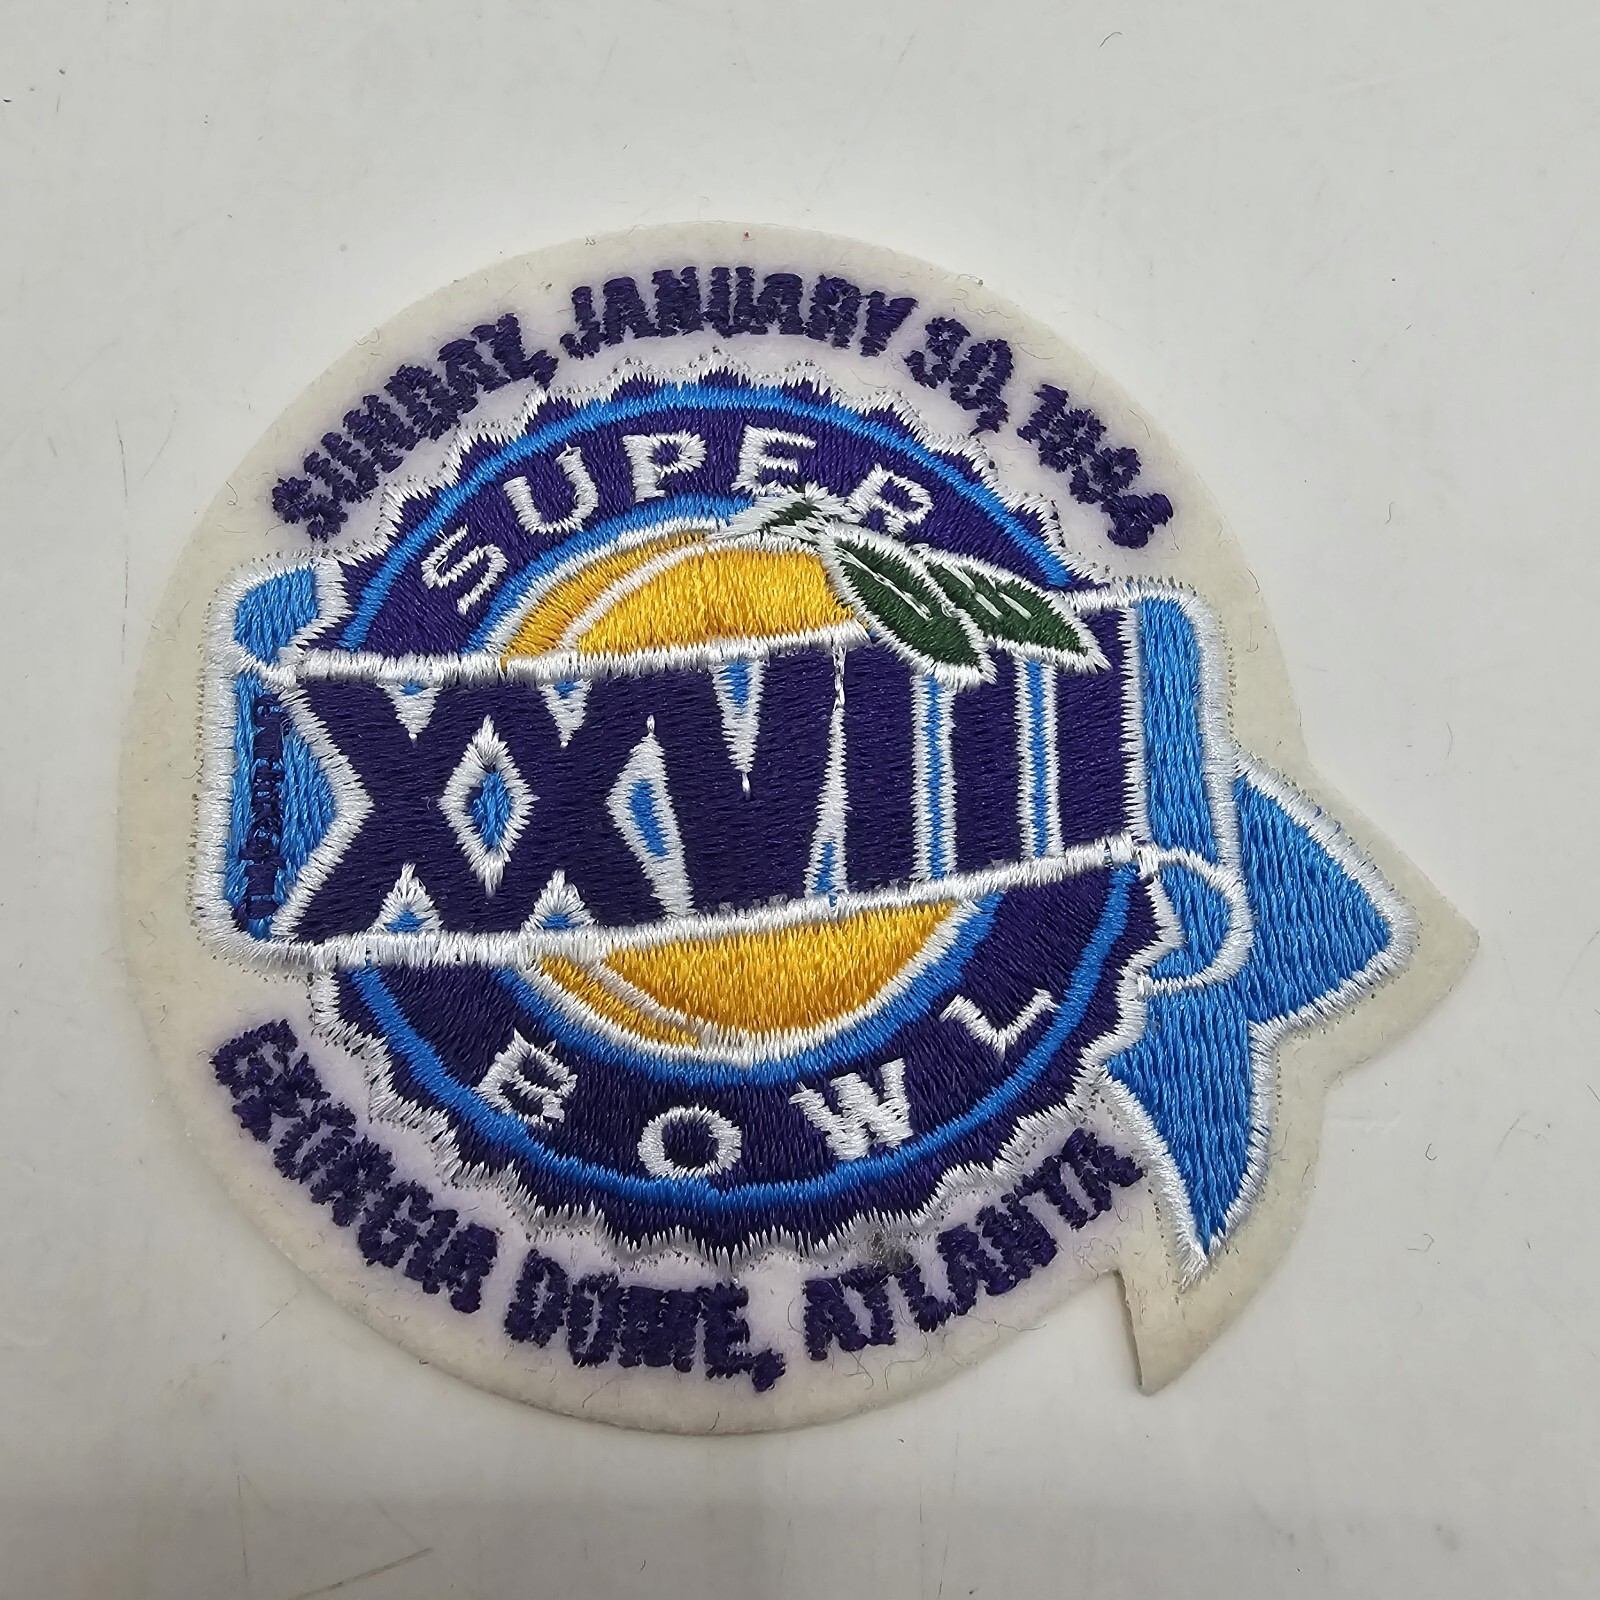 SUNDAY, JANUARY 30, 1994
SUPER
XXVIII
BOWL
GEORGIA DOME, ATLANTA